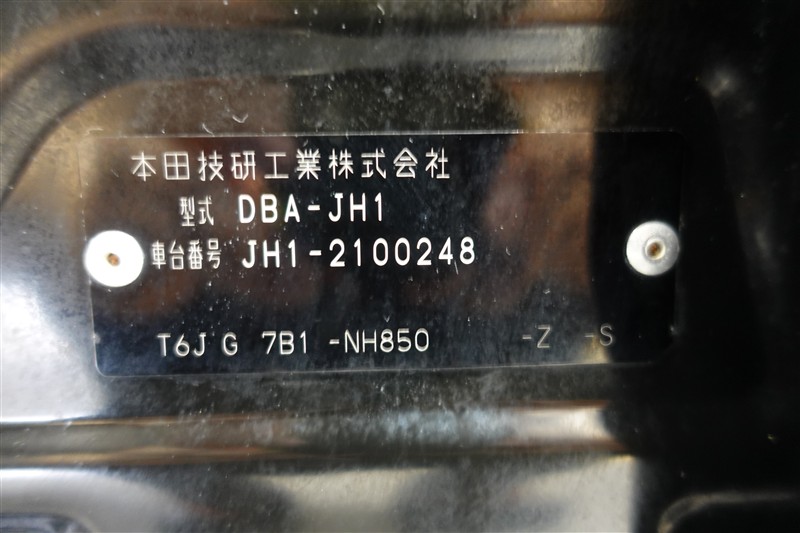 本田技研工業株式会社
型式 DBA-JH1
車台番号 JH1-2100248
T6J G 7B1 -NH850 -Z -S